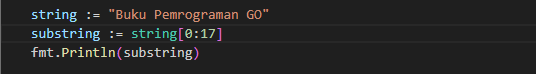 string := "Buku Pemrograman GO"
substring := string[0:17]
fmt.Println(substring)